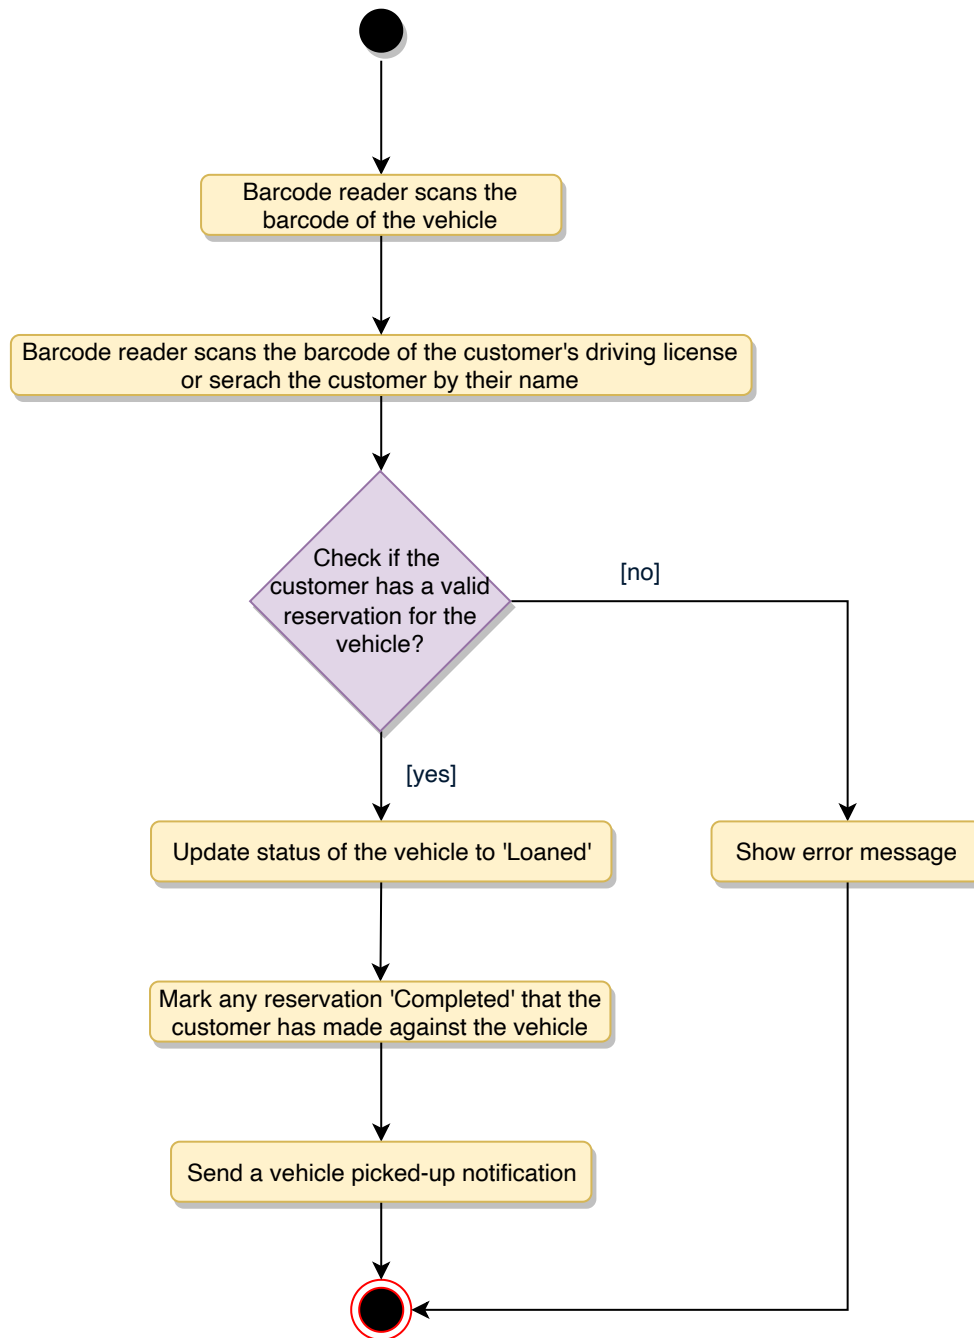 Barcode reader scans the
barcode of the vehicle
Barcode reader scans the barcode of the customer's driving license
or serach the customer by their name
Check if the
customer has a valid
reservation for the
vehicle?
[no]
[yes]
Update status of the vehicle to 'Loaned'
Show error message
Mark any reservation 'Completed' that the
customer has made against the vehicle
Send a vehicle picked-up notification